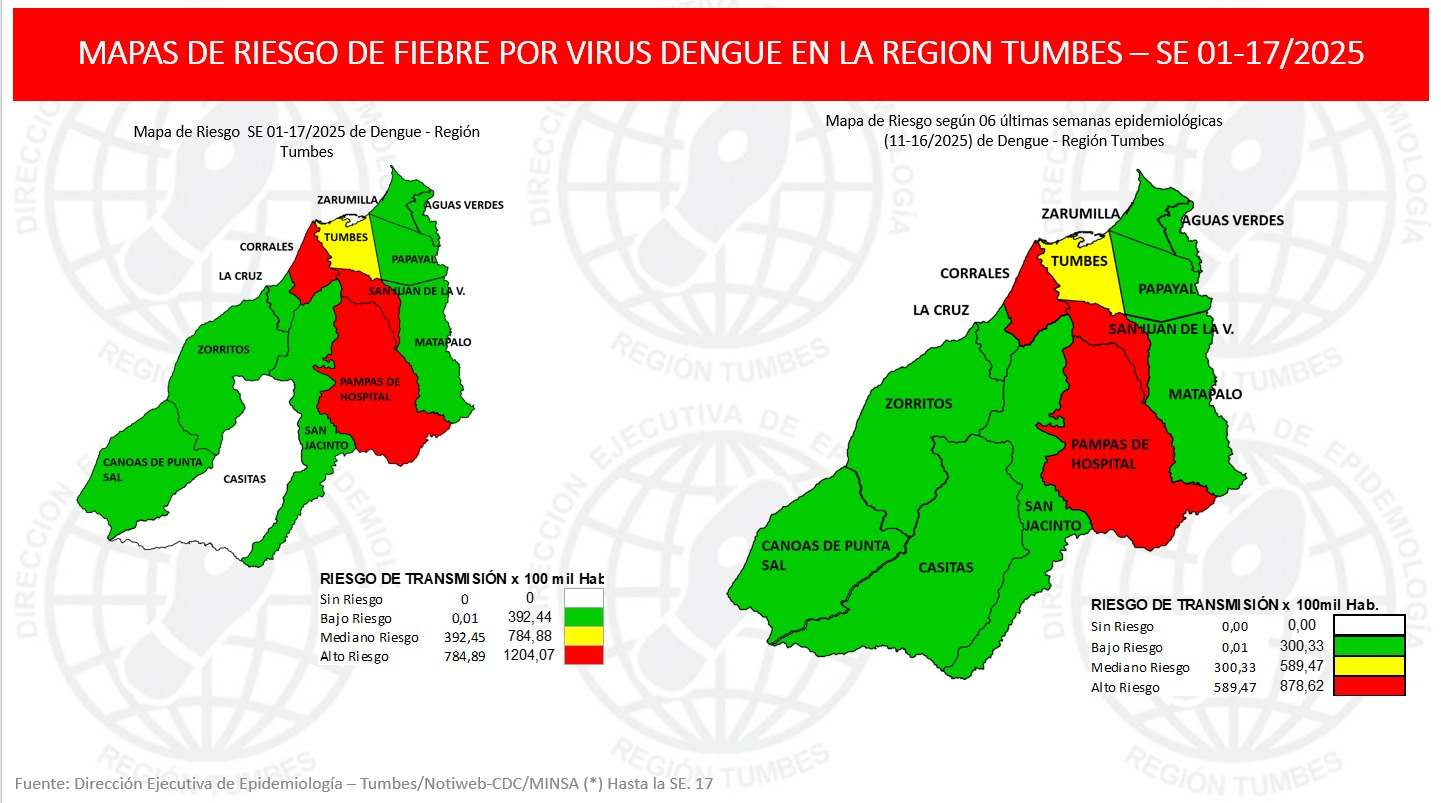 MAPAS DE RIESGO DE FIEBRE POR VIRUS DENGUE EN LA REGION TUMBES – SE 01-17/2025
Mapa de Riesgo SE 01-17/2025 de Dengue - Región
Tumbes
ZARUMILLA
AGUAS VERDES
TUMBES
CORRALES
PAPAYAL
LA CRUZ
SAN JUAN DE LA V.
MATAPALO
ZORRITOS
PAMPAS DE
HOSPITAL
SAN
JACINTO
CANOAS DE PUNTA
SAL
CASITAS
RIESGO DE TRANSMISIÓN x 100 mil Hab
Sin Riesgo 0 0
Bajo Riesgo 0,01 392,44
Mediano Riesgo 392,45 784,88
Alto Riesgo 784,89 1204,07
Mapa de Riesgo según 06 últimas semanas epidemiológicas
(11-16/2025) de Dengue - Región Tumbes
ZARUMILLA
AGUAS VERDES
TUMBES
CORRALES
PAPAYAL
LA CRUZ
SAN JUAN DE LA V.
MATAPALO
ZORRITOS
PAMPAS DE
HOSPITAL
SAN
JACINTO
CANOAS DE PUNTA
SAL
CASITAS
RIESGO DE TRANSMISIÓN x 100mil Hab.
Sin Riesgo 0,00 0,00
Bajo Riesgo 0,01 300,33
Mediano Riesgo 300,33 589,47
Alto Riesgo 589,47 878,62
Fuente: Dirección Ejecutiva de Epidemiología – Tumbes/Notiweb-CDC/MINSA (*) Hasta la SE. 17
REGIÓN TUMBES
REGIÓN TUMBES
REGIÓN TUMBES